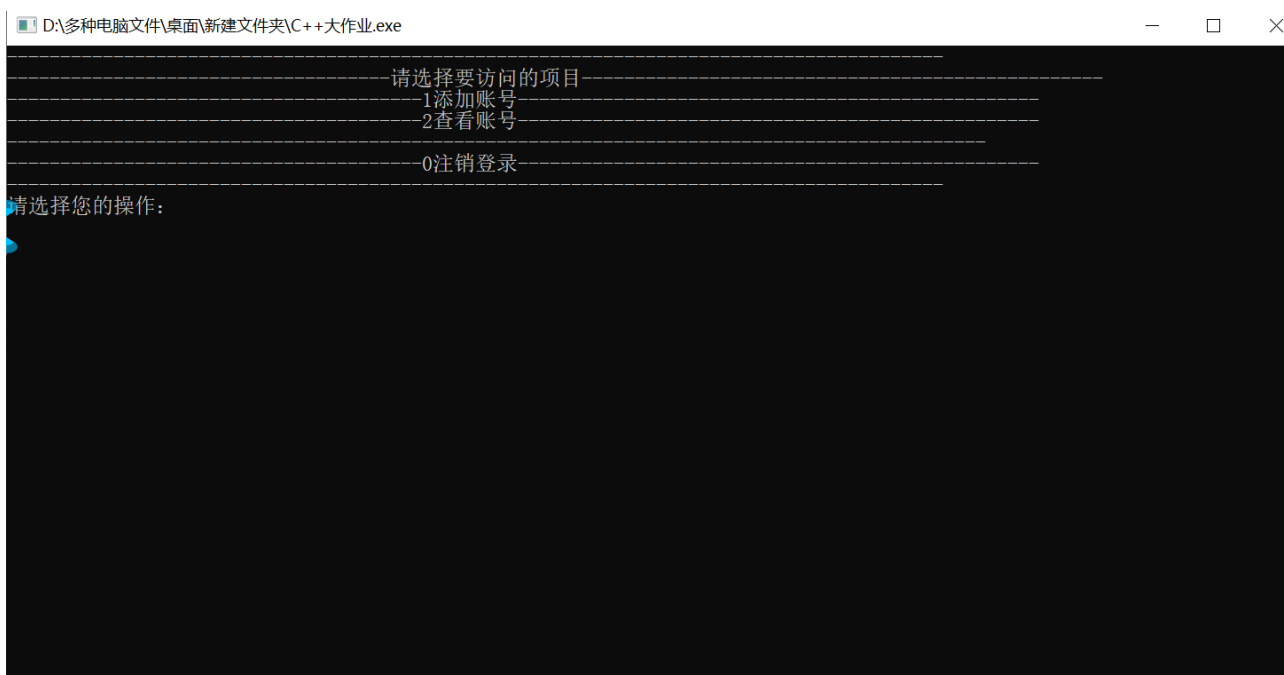 D:\多种电脑文件\桌面\新建文件夹\C++大作业.exe
----------------------------------------------------------------------------------------
------------------------------------请选择要访问的项目-------------------------------------------------
---------------------------------------1添加账号-------------------------------------------------
---------------------------------------2查看账号-------------------------------------------------
--------------------------------------------------------------------------------------------
---------------------------------------0注销登录-------------------------------------------------
----------------------------------------------------------------------------------------
请选择您的操作：